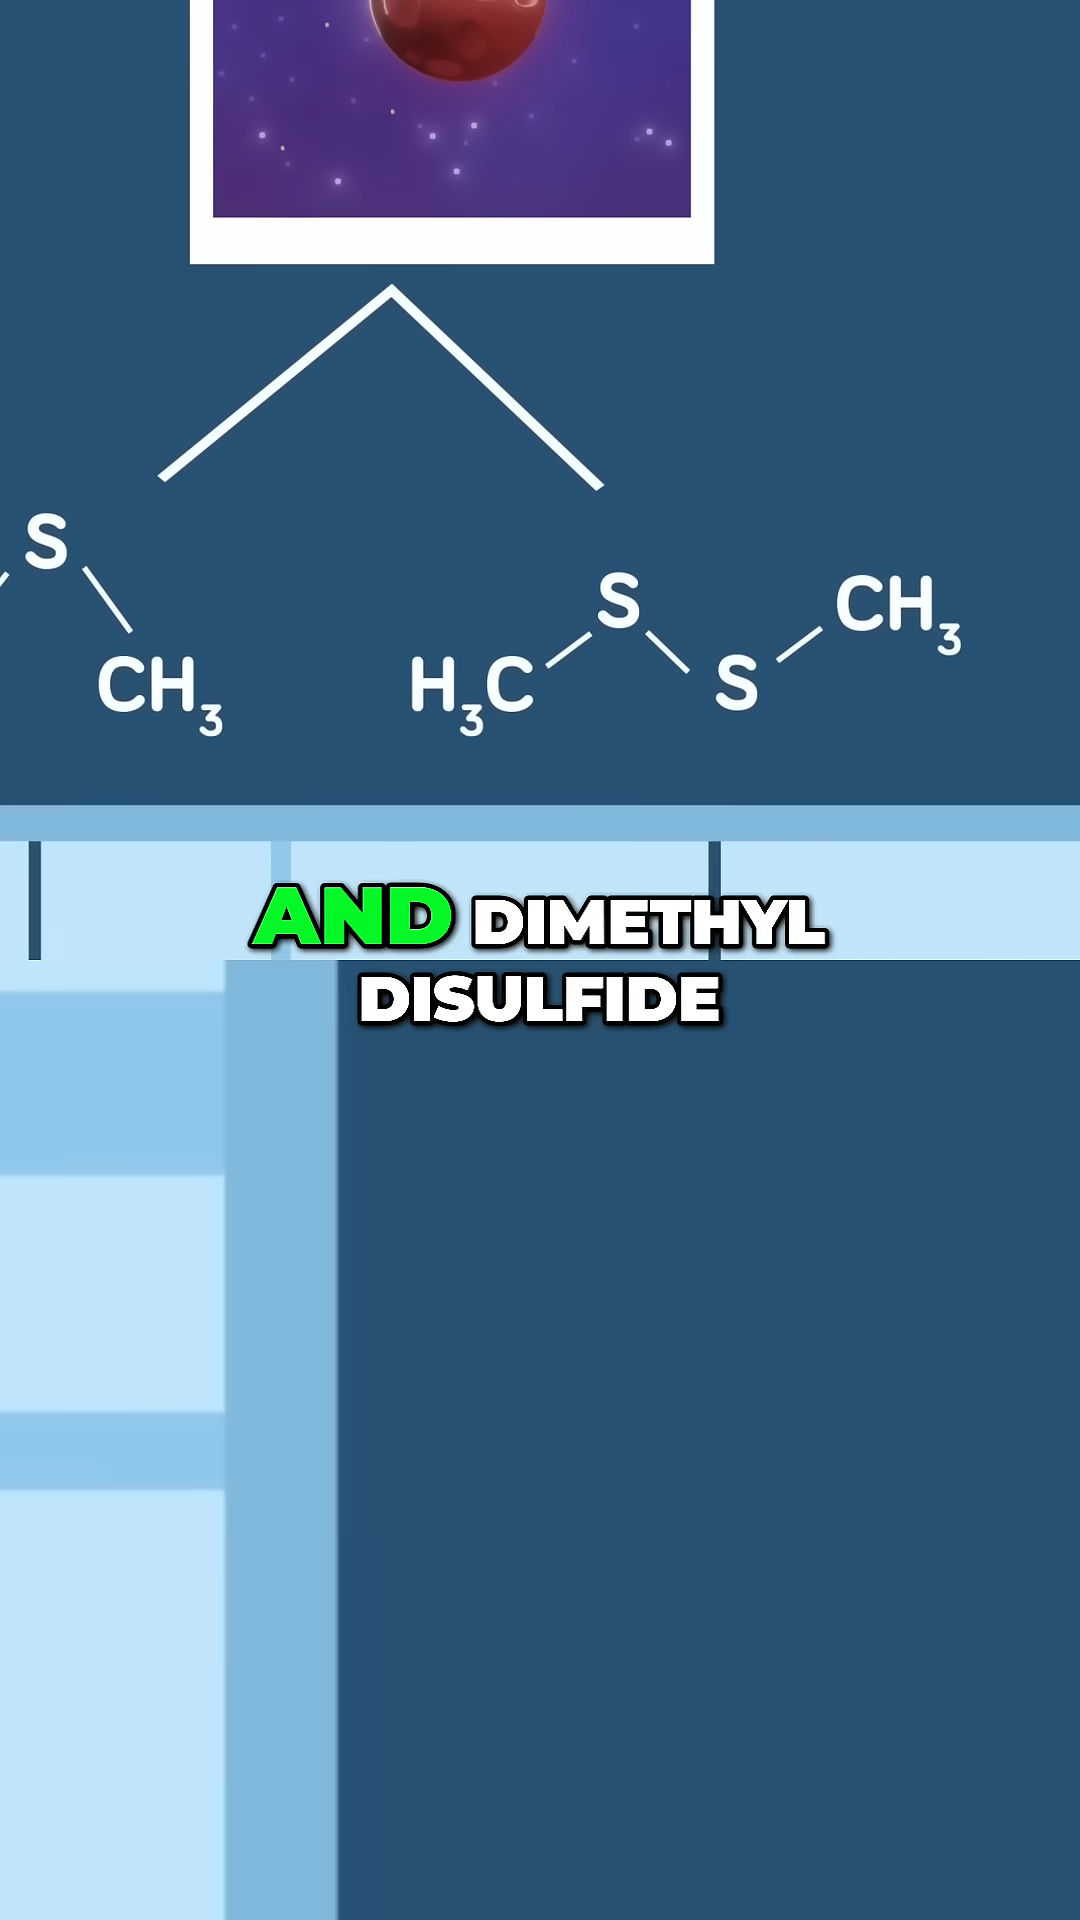 S
CH3
H3C
S
S
CH3
AND DIMETHYL
DISULFIDE